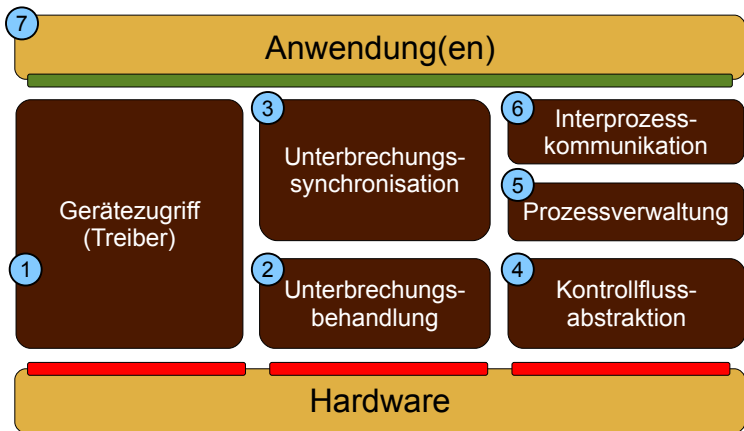 7
Anwendung(en)
1
Gerätezugriff
(Treiber)
3
Unterbrechungs-
synchronisation
2
Unterbrechungs-
behandlung
6
Interprozess-
kommunikation
5
Prozessverwaltung
4
Kontrollfluss-
abstraktion
Hardware